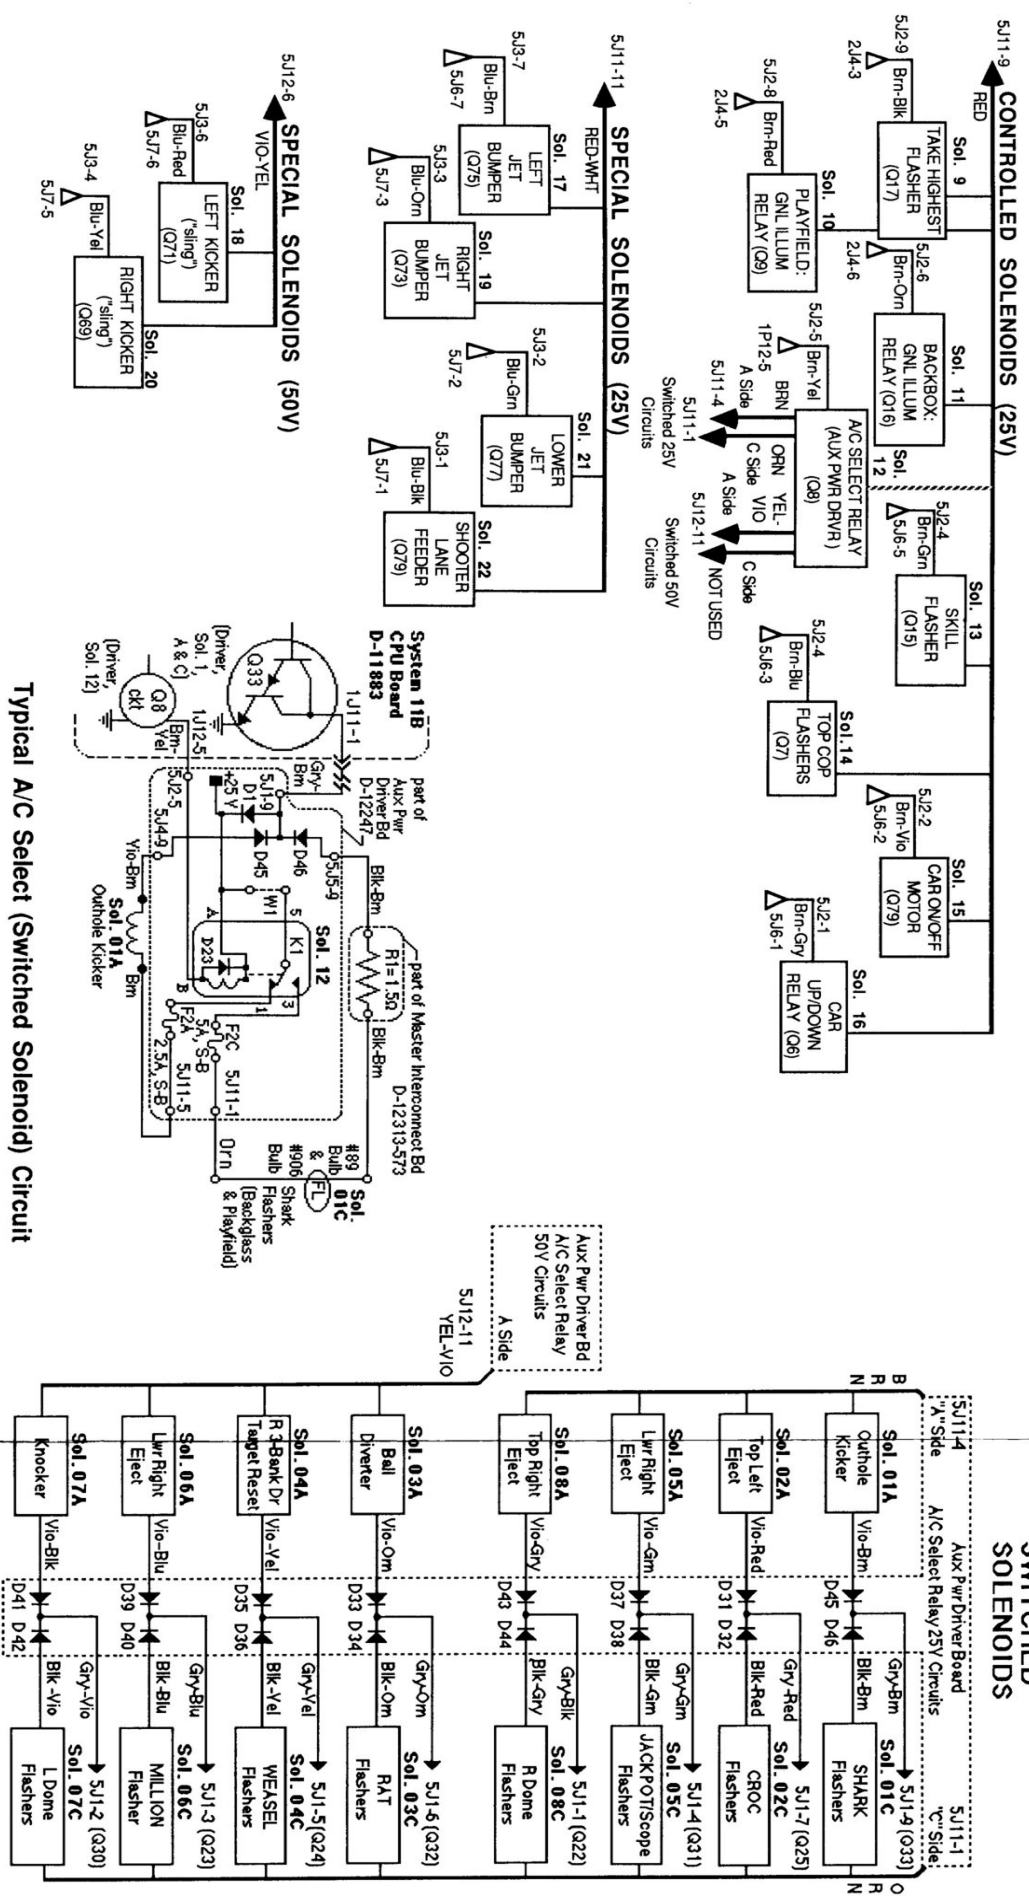 CONTROLLED SOLENOIDS (25V)
5J11-9
RED
5J2-9
Brn-Blk
2J4-3
Sol. 9
TAKE HIGHEST
FLASHER
(Q17)
5J2-8
Brn-Red
2J4-5
Sol. 10
PLAYFIELD:
GNL ILLUM
RELAY (Q9)
5J2-6
Brn-Orn
2J4-6
Sol. 11
BACKBOX:
GNL ILLUM
RELAY (Q16)
5J2-5
Brn-Yel
1P12-5
Sol.
12
A/C SELECT RELAY
(AUX PWR DRVR)
(Q8)
BRN
A Side
5J11-4
5J11-1
Switched 25V
Circuits
ORN
C Side
YEL-
VIO
A Side
5J12-11
C Side
NOT USED
Switched 50V
Circuits
5J2-4
Brn-Grn
5J6-5
Sol. 13
SKILL
FLASHER
(Q15)
5J2-4
Brn-Blu
5J6-3
Sol.14
TOP COP
FLASHERS
(Q7)
5J2-2
Brn-Vio
5J6-2
Sol. 15
CAR ON/OFF
MOTOR
(Q79)
5J2-1
Brn-Gry
5J6-1
Sol. 16
CAR
UP/DOWN
RELAY (Q6)
SPECIAL SOLENOIDS (25V)
5J11-11
RED-WHT
5J3-7
Blu-Brn
5J6-7
Sol. 17
LEFT
JET
BUMPER
(Q75)
5J3-3
Blu-Orn
5J7-3
Sol. 19
RIGHT
JET
BUMPER
(Q73)
5J3-2
Blu-Grn
5J7-2
Sol. 21
LOWER
JET
BUMPER
(Q77)
5J3-1
Blu-Blk
5J7-1
Sol. 22
SHOOTER
LANE
FEEDER
(Q79)
SPECIAL SOLENOIDS (50V)
5J12-6
VIO-YEL
5J3-6
Blu-Red
5J7-6
Sol. 18
LEFT KICKER
("sling")
(Q71)
5J3-4
Blu-Yel
5J7-5
Sol. 20
RIGHT KICKER
("sling")
(Q69)
System 11B
CPU Board
D-11883
1J11-1
Q33
(Driver,
Sol. 1,
A & C)
Q8
ckt
(Driver,
Sol. 12)
1J12-5
Brn-
Yel
Gry-
Brn
part of
Aux Pwr
Driver Bd
D-12247
5J1-9
+25 V
D1
5J2-5
5J4-9
D45
D46
5J5-9
W1
5
K1
A
D23
B
1
3
Sol. 12
F2C
5A, S-B
F2A
2.5A, S-B
5J11-1
5J11-5
Blk-Brn
R1=1.5Ω
Blk-Brn
part of Master Interconnect Bd
D-12313-573
Vio-Brn
Sol. 01A
Outhole Kicker
Brn
Orn
#89
Bulb
&
#906
Bulb
FL
Sol.
01C
Shark
Flashers
(Backglass
& Playfield)
Typical A/C Select (Switched Solenoid) Circuit
SOLENOIDS
5J11-4
"A"Side
Aux Pwr Driver Board
A/C Select Relay 25V Circuits
5J11-1
"C"Side
B
R
N
O
R
N
Sol. 01A
Outhole
Kicker
Vio-Brn
D45 D46
Blk-Brn
Gry-Brn
5J1-9 (Q33)
Sol. 01C
SHARK
Flashers
Sol. 02A
Top Left
Eject
Vio-Red
D31 D32
Blk-Red
Gry-Red
5J1-7 (Q25)
Sol. 02C
CROC
Flashers
Sol. 05A
Lwr Right
Eject
Vio-Grn
D37 D38
Blk-Grn
Gry-Grn
5J1-4 (Q31)
Sol. 05C
JACKPOT/Scope
Flashers
Sol. 08A
Top Right
Eject
Vio-Gry
D43 D44
Blk-Gry
Gry-Blk
5J1-1 (Q22)
Sol. 08C
R Dome
Flashers
Aux Pwr Driver Bd
A/C Select Relay
50V Circuits
A Side
5J12-11
YEL-VIO
Sol. 03A
Ball
Diverter
Vio-Orn
D33 D34
Blk-Orn
Gry-Orn
5J1-6 (Q32)
Sol. 03C
RAT
Flashers
Sol. 04A
R 3-Bank Dr
Target Reset
Vio-Yel
D35 D36
Blk-Yel
Gry-Yel
5J1-5 (Q24)
Sol. 04C
WEASEL
Flashers
Sol. 06A
Lwr Right
Eject
Vio-Blu
D39 D40
Blk-Blu
Gry-Blu
5J1-3 (Q23)
Sol. 06C
MILLION
Flasher
Sol. 07A
Knocker
Vio-Blk
D41 D42
Blk-Vio
Gry-Vio
5J1-2 (Q30)
Sol. 07C
L Dome
Flashers